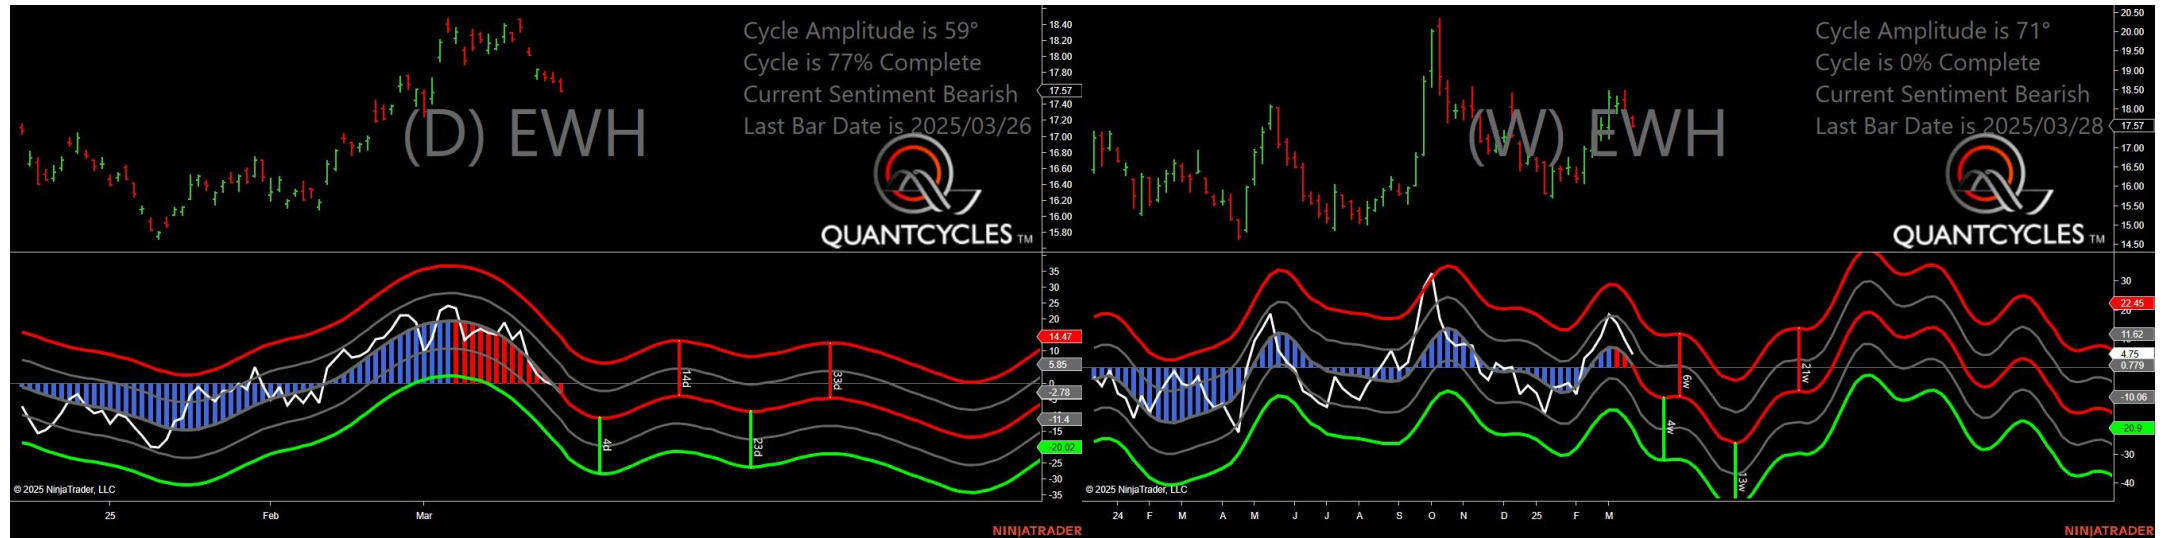 Cycle Amplitude is 59°
Cycle is 77% Complete
Current Sentiment Bearish
Last Bar Date is 2025/03/26
(D) EWH
QUANTCYCLES TM
18.40
18.20
18.00
17.80
17.57
17.40
17.20
17.00
16.80
16.60
16.40
16.20
16.00
15.80
35
30
25
20
14.47
10
5.85
0
-2.78
-11.4
-15
-20.02
-25
-30
-35
4d
14d
23d
33d
© 2025 NinjaTrader, LLC
25 Feb Mar
NINJATRADER
Cycle Amplitude is 71°
Cycle is 0% Complete
Current Sentiment Bearish
Last Bar Date is 2025/03/28
(W) EWH
QUANTCYCLES TM
20.50
20.00
19.50
19.00
18.50
18.00
17.57
17.00
16.50
16.00
15.50
15.00
14.50
30
22.45
11.62
4.75
0.779
-10.06
-20.9
-30
-40
4w
6w
13w
21w
© 2025 NinjaTrader, LLC
24 F M A M J J A S O N D 25 F M
NINJATRADER